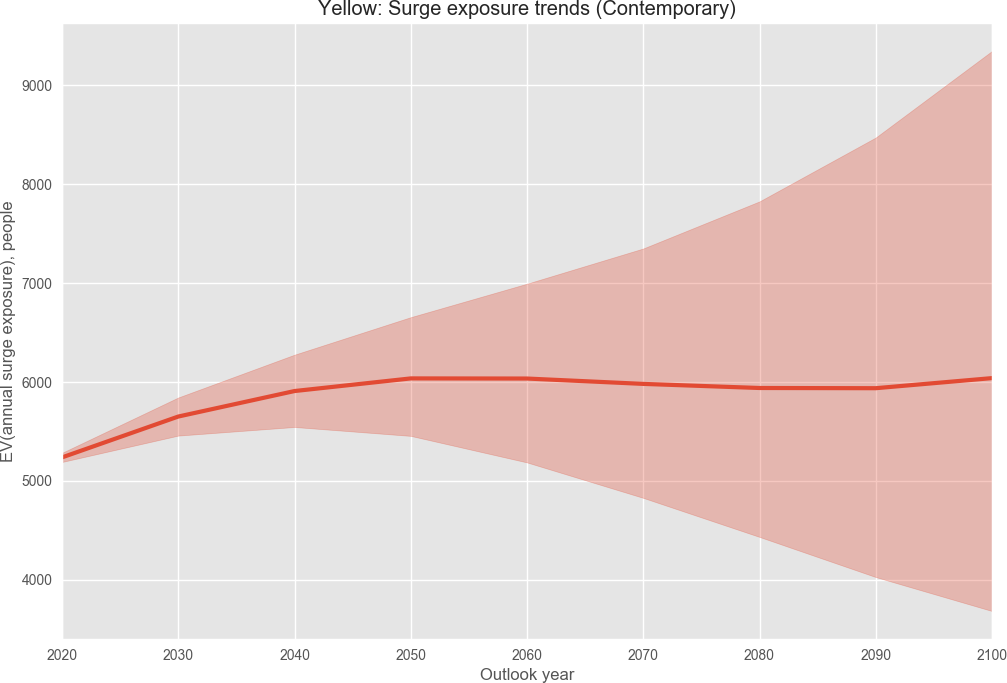 Yellow: Surge exposure trends (Contemporary)
EV(annual surge exposure), people
9000
8000
7000
6000
5000
4000
2020 2030 2040 2050 2060 2070 2080 2090 2100
Outlook year